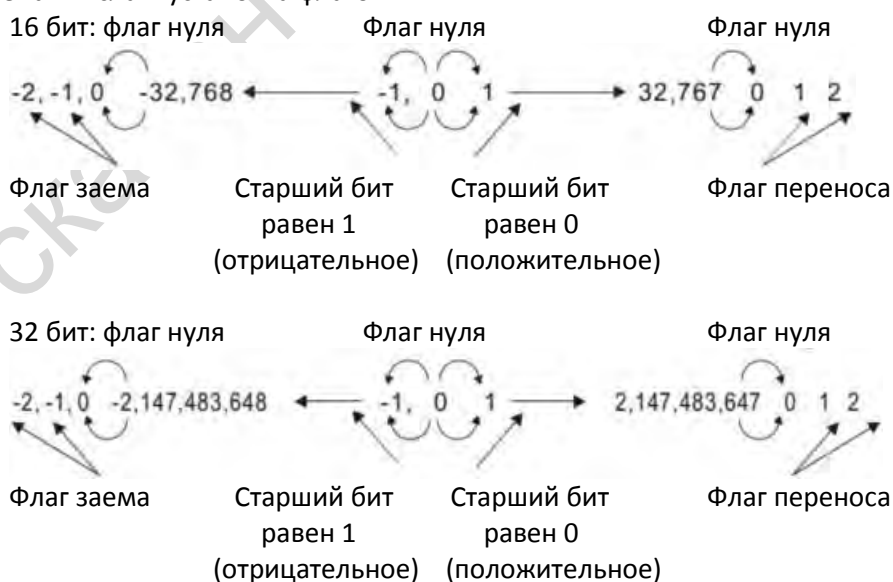 16 бит: флаг нуля Флаг нуля Флаг нуля
-2, -1, 0 -32,768 -1, 0 1 32,767 0 1 2
Флаг заема Старший бит Старший бит Флаг переноса
равен 1 равен 0
(отрицательное) (положительное)
32 бит: флаг нуля Флаг нуля Флаг нуля
-2, -1, 0 -2,147,483,648 -1, 0 1 2,147,483,647 0 1 2
Флаг заема Старший бит Старший бит Флаг переноса
равен 1 равен 0
(отрицательное) (положительное)